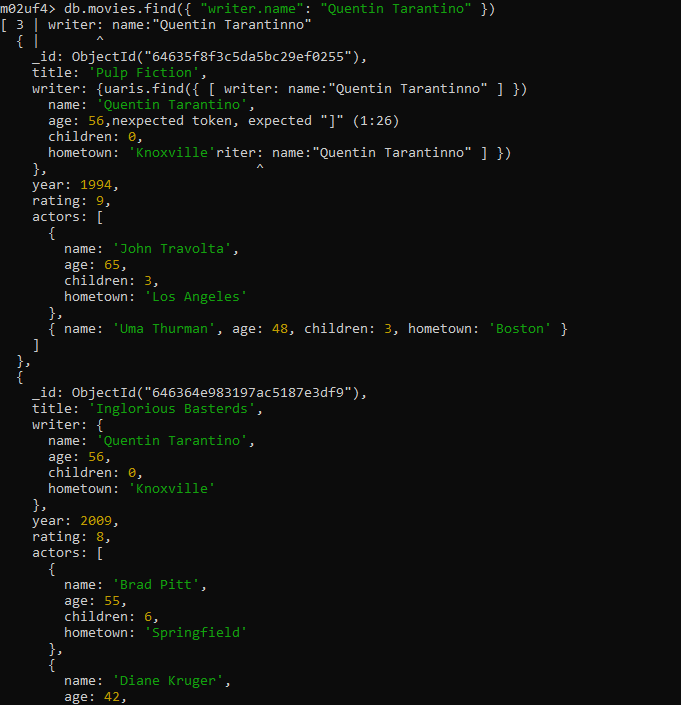 m02uf4> db.movies.find({ "writer.name": "Quentin Tarantino" })
[ 3 | writer: name:"Quentin Tarantinno"
  { |       ^
    _id: ObjectId("64635f8f3c5da5bc29ef0255"),
    title: 'Pulp Fiction',
    writer: {uaris.find({ [ writer: name:"Quentin Tarantinno" ] })
      name: 'Quentin Tarantino',
      age: 56,nexpected token, expected "]" (1:26)
      children: 0,
      hometown: 'Knoxville'riter: name:"Quentin Tarantinno" ] })
    },                          ^
    year: 1994,
    rating: 9,
    actors: [
      {
        name: 'John Travolta',
        age: 65,
        children: 3,
        hometown: 'Los Angeles'
      },
      { name: 'Uma Thurman', age: 48, children: 3, hometown: 'Boston' }
    ]
  },
  {
    _id: ObjectId("646364e983197ac5187e3df9"),
    title: 'Inglorious Basterds',
    writer: {
      name: 'Quentin Tarantino',
      age: 56,
      children: 0,
      hometown: 'Knoxville'
    },
    year: 2009,
    rating: 8,
    actors: [
      {
        name: 'Brad Pitt',
        age: 55,
        children: 6,
        hometown: 'Springfield'
      },
      {
        name: 'Diane Kruger',
        age: 42,